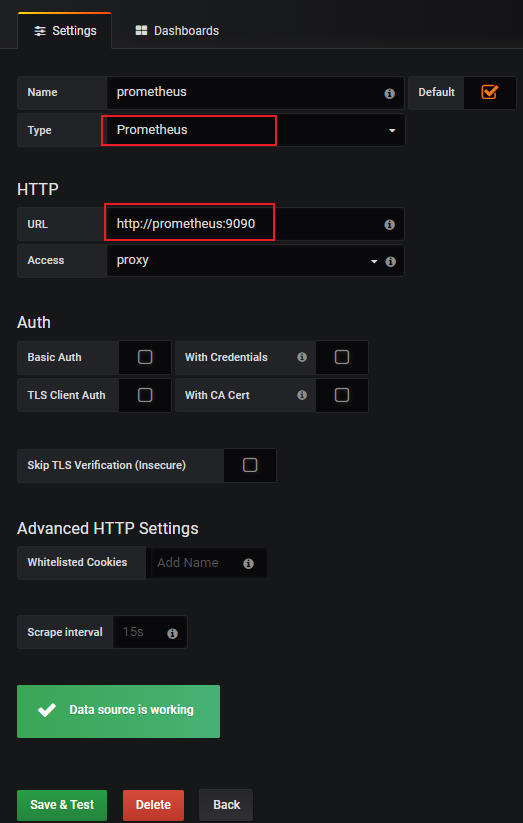 Settings Dashboards
Name prometheus Default
Type Prometheus
HTTP
URL http://prometheus:9090
Access proxy
Auth
Basic Auth With Credentials
TLS Client Auth With CA Cert
Skip TLS Verification (Insecure)
Advanced HTTP Settings
Whitelisted Cookies Add Name
Scrape interval 15s
Data source is working
Save & Test Delete Back